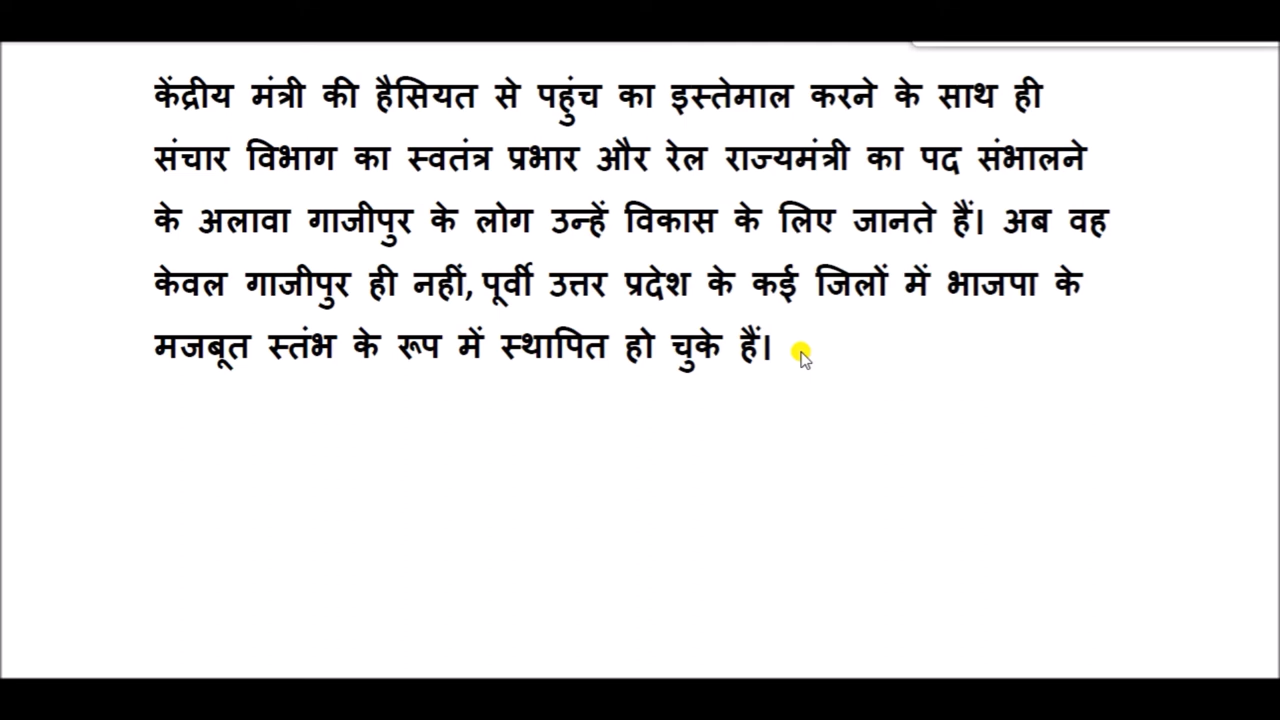 केंद्रीय मंत्री की हैसियत से पहुंच का इस्तेमाल करने के साथ ही
संचार विभाग का स्वतंत्र प्रभार और रेल राज्यमंत्री का पद संभालने
के अलावा गाजीपुर के लोग उन्हें विकास के लिए जानते हैं। अब वह
केवल गाजीपुर ही नहीं, पूर्वी उत्तर प्रदेश के कई जिलों में भाजपा के
मजबूत स्तंभ के रूप में स्थापित हो चुके हैं।